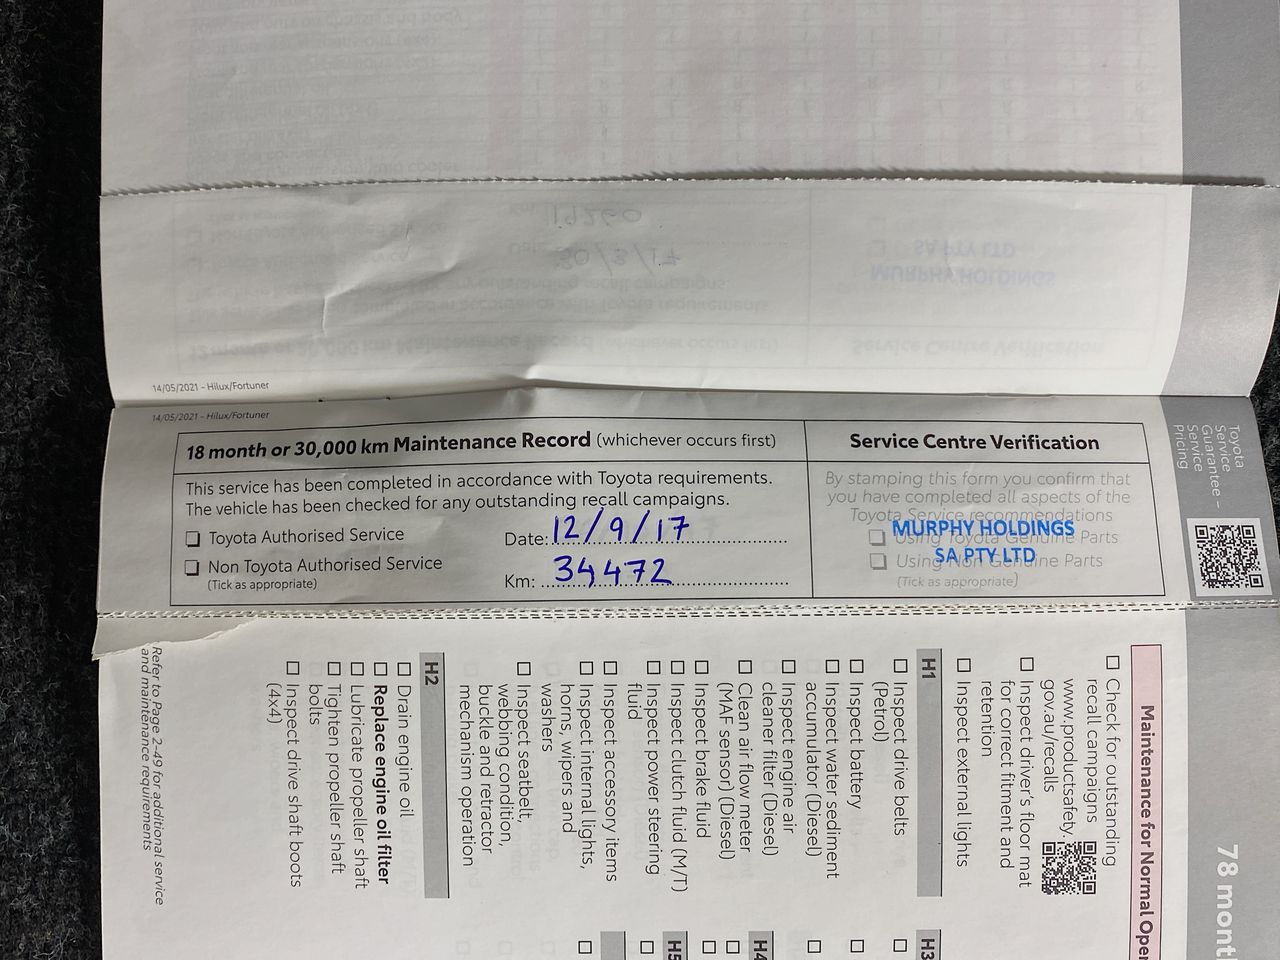 14/05/2021 - Hilux/Fortuner
14/05/2021 - Hilux/Fortuner
18 month or 30,000 km Maintenance Record (whichever occurs first)
This service has been completed in accordance with Toyota requirements.
The vehicle has been checked for any outstanding recall campaigns.
❏ Toyota Authorised Service
❏ Non Toyota Authorised Service
(Tick as appropriate)
Date: 12/9/17
Km: 34472
Service Centre Verification
By stamping this form you confirm that
you have completed all aspects of the
Toyota Service recommendations
❏ Using Toyota Genuine Parts
❏ Using Non Genuine Parts
(Tick as appropriate)
MURPHY HOLDINGS
SA PTY LTD
Toyota
Service
Guarantee –
Service
Pricing
78 month
Maintenance for Normal Oper
☐ Check for outstanding
recall campaigns
www.productsafety.
gov.au/recalls
☐ Inspect driver's floor mat
for correct fitment and
retention
☐ Inspect external lights
H1
☐ Inspect drive belts
(Petrol)
☐ Inspect battery
☐ Inspect water sediment
accumulator (Diesel)
☐ Inspect engine air
cleaner filter (Diesel)
☐ Clean air flow meter
(MAF sensor) (Diesel)
☐ Inspect brake fluid
☐ Inspect clutch fluid (M/T)
☐ Inspect power steering
fluid
☐ Inspect accessory items
☐ Inspect internal lights,
horns, wipers and
washers
☐ Inspect seatbelt,
webbing condition,
buckle and retractor
mechanism operation
H2
☐ Drain engine oil
☐ Replace engine oil filter
☐ Lubricate propeller shaft
☐ Tighten propeller shaft
bolts
☐ Inspect drive shaft boots
(4x4)
H3
H4
H5
Refer to Page 2-49 for additional service
and maintenance requirements